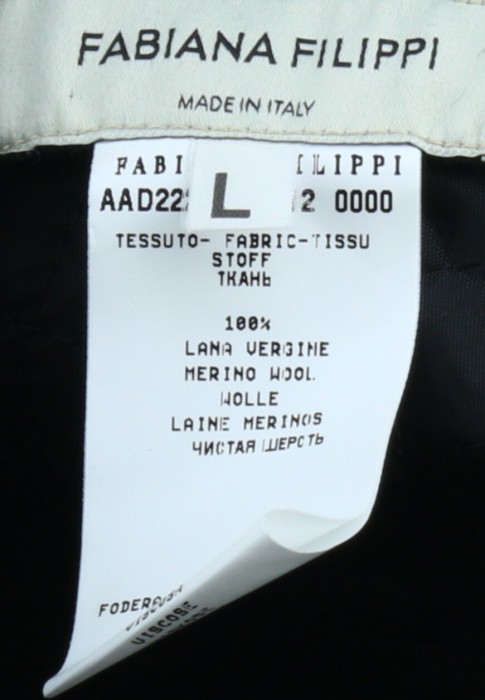 FABIANA FILIPPI
MADE IN ITALY
FABI ILIPPI
AAD22 L 2 0000
TESSUTO- FABRIC-TISSU
STOFF
ТКАНЬ
100%
LANA VERGINE
MERINO WOOL.
WOLLE
LAINE MERINOS
ЧИСТАЯ ШЕРСТЬ
VISCOSE